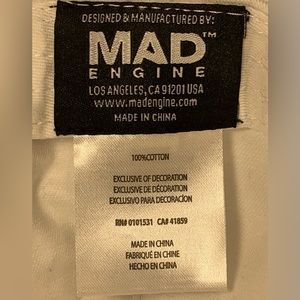 DESIGNED & MANUFACTURED BY:
MAD™
ENGINE
LOS ANGELES, CA 91201 USA
www.madengine.com
MADE IN CHINA
100%COTTON
EXCLUSIVE OF DECORATION
EXCLUSIVE DE DECORATION
EXCLUSIVO PARA DECORACION
RN# 0101531 CA# 41859
MADE IN CHINA
FABRIQUÉ EN CHINE
HECHO EN CHINA